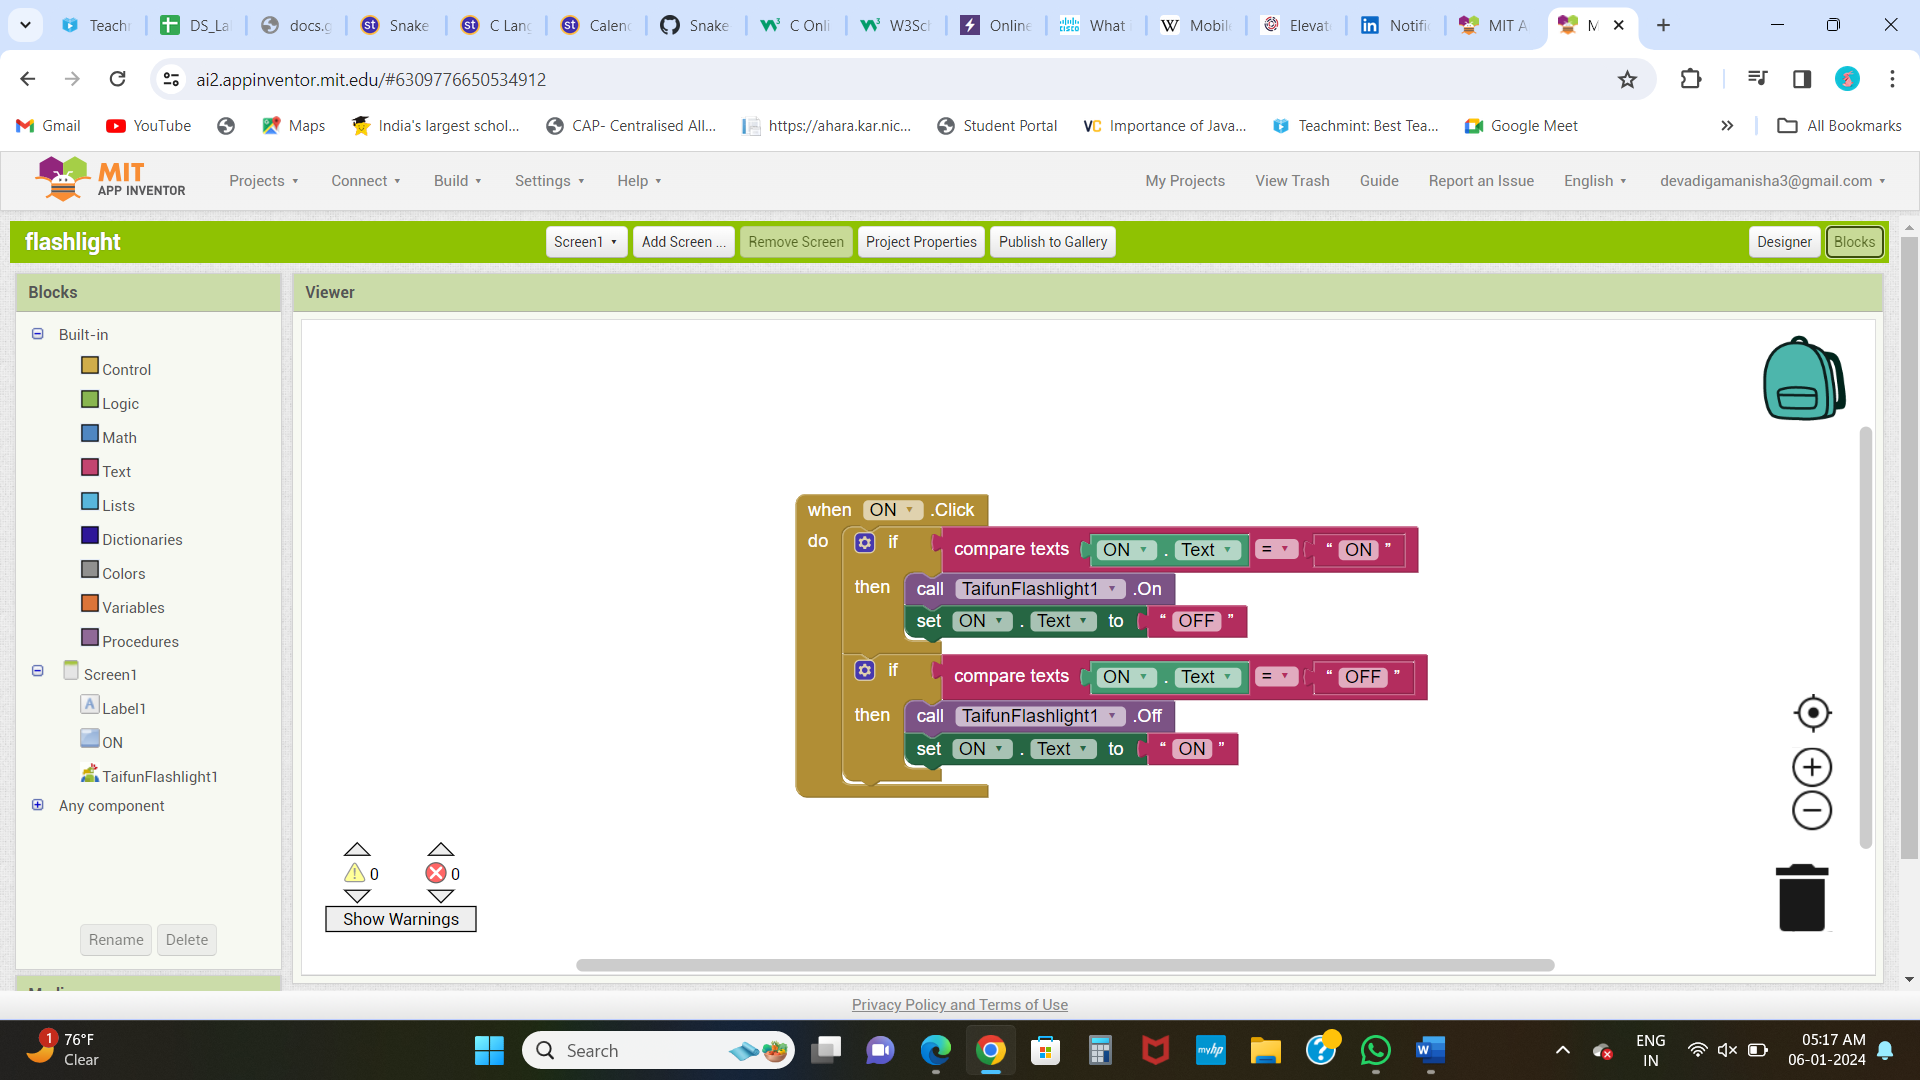 Teachr
DS_La
docs.g
Snake
C Lang
Calend
Snake
C Onli
W3Sch
Online
What
Mobile
Elevat
Notifi
MIT A
M
ai2.appinventor.mit.edu/#6309776650534912
Gmail YouTube Maps India's largest schol... CAP- Centralised All... https://ahara.kar.nic... Student Portal VC Importance of Java... Teachmint: Best Tea... Google Meet » All Bookmarks
MIT
APP INVENTOR
Projects Connect Build Settings Help My Projects View Trash Guide Report an Issue English devadigamanisha3@gmail.com
flashlight Screen1 Add Screen ... Remove Screen Project Properties Publish to Gallery Designer Blocks
Blocks
Viewer
Built-in
Control
Logic
Math
Text
Lists
Dictionaries
Colors
Variables
Procedures
Screen1
Label1
ON
TaifunFlashlight1
Any component
Rename Delete
when ON .Click
do if compare texts ON . Text = “ ON ”
then call TaifunFlashlight1 .On
set ON . Text to “ OFF ”
if compare texts ON . Text = “ OFF ”
then call TaifunFlashlight1 .Off
set ON . Text to “ ON ”
0 0
Show Warnings
Privacy Policy and Terms of Use
1 76°F
Clear
Search
myhp
ENG
IN
05:17 AM
06-01-2024